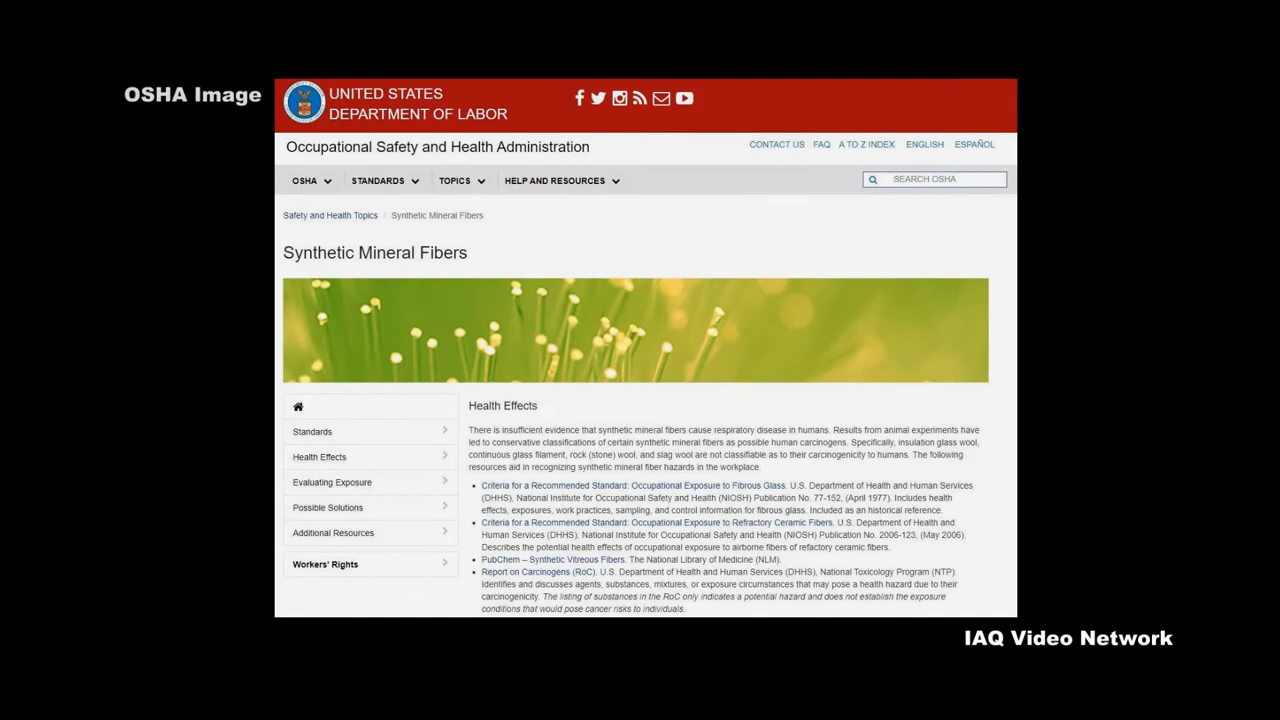 OSHA Image
UNITED STATES
DEPARTMENT OF LABOR
Occupational Safety and Health Administration
CONTACT US FAQ A TO Z INDEX ENGLISH ESPAÑOL
OSHA STANDARDS TOPICS HELP AND RESOURCES
SEARCH OSHA
Safety and Health Topics / Synthetic Mineral Fibers
Synthetic Mineral Fibers
Standards
Health Effects
Evaluating Exposure
Possible Solutions
Additional Resources
Workers' Rights
Health Effects
There is insufficient evidence that synthetic mineral fibers cause respiratory disease in humans. Results from animal experiments have
led to conservative classifications of certain synthetic mineral fibers as possible human carcinogens. Specifically, insulation glass wool,
continuous glass filament, rock (stone) wool, and slag wool are not classifiable as to their carcinogenicity to humans. The following
resources aid in recognizing synthetic mineral fiber hazards in the workplace.
• Criteria for a Recommended Standard: Occupational Exposure to Fibrous Glass. U.S. Department of Health and Human Services
(DHHS), National Institute for Occupational Safety and Health (NIOSH) Publication No. 77-152, (April 1977). Includes health
effects, exposures, work practices, sampling, and control information for fibrous glass. Included as an historical reference.
• Criteria for a Recommended Standard: Occupational Exposure to Refractory Ceramic Fibers. U.S. Department of Health and
Human Services (DHHS), National Institute for Occupational Safety and Health (NIOSH) Publication No. 2006-123, (May 2006).
Describes the potential health effects of occupational exposure to airborne fibers of refactory ceramic fibers.
• PubChem – Synthetic Vitreous Fibers. The National Library of Medicine (NLM).
• Report on Carcinogens (RoC). U.S. Department of Health and Human Services (DHHS), National Toxicology Program (NTP).
Identifies and discusses agents, substances, mixtures, or exposure circumstances that may pose a health hazard due to their
carcinogenicity. The listing of substances in the RoC only indicates a potential hazard and does not establish the exposure
conditions that would pose cancer risks to individuals.
IAQ Video Network